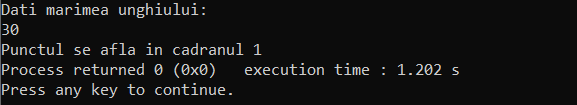 Dati marimea unghiului:
30
Punctul se afla in cadranul 1
Process returned 0 (0x0)   execution time : 1.202 s
Press any key to continue.